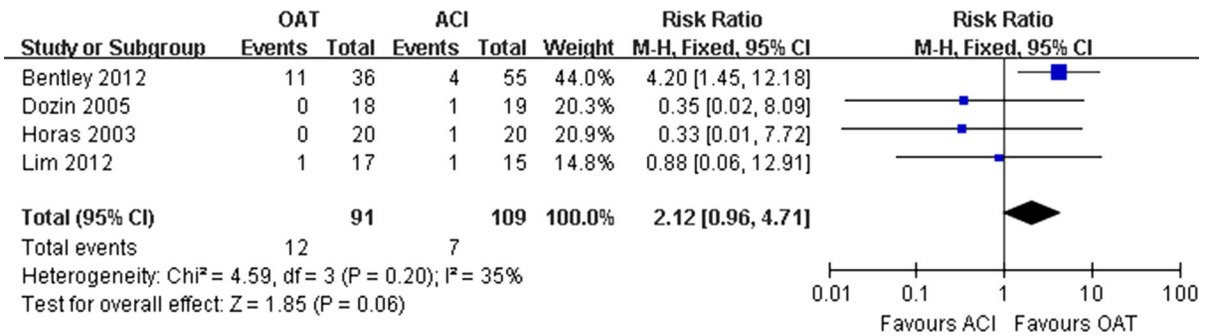 OAT ACI Risk Ratio Risk Ratio
Study or Subgroup Events Total Events Total Weight M-H, Fixed, 95% CI M-H, Fixed, 95% CI
Bentley 2012 11 36 4 55 44.0% 4.20 [1.45, 12.18]
Dozin 2005 0 18 1 19 20.3% 0.35 [0.02, 8.09]
Horas 2003 0 20 1 20 20.9% 0.33 [0.01, 7.72]
Lim 2012 1 17 1 15 14.8% 0.88 [0.06, 12.91]
Total (95% CI) 91 109 100.0% 2.12 [0.96, 4.71]
Total events 12 7
Heterogeneity: Chi² = 4.59, df = 3 (P = 0.20); I² = 35%
Test for overall effect: Z = 1.85 (P = 0.06)
0.01 0.1 1 10 100
Favours ACI Favours OAT